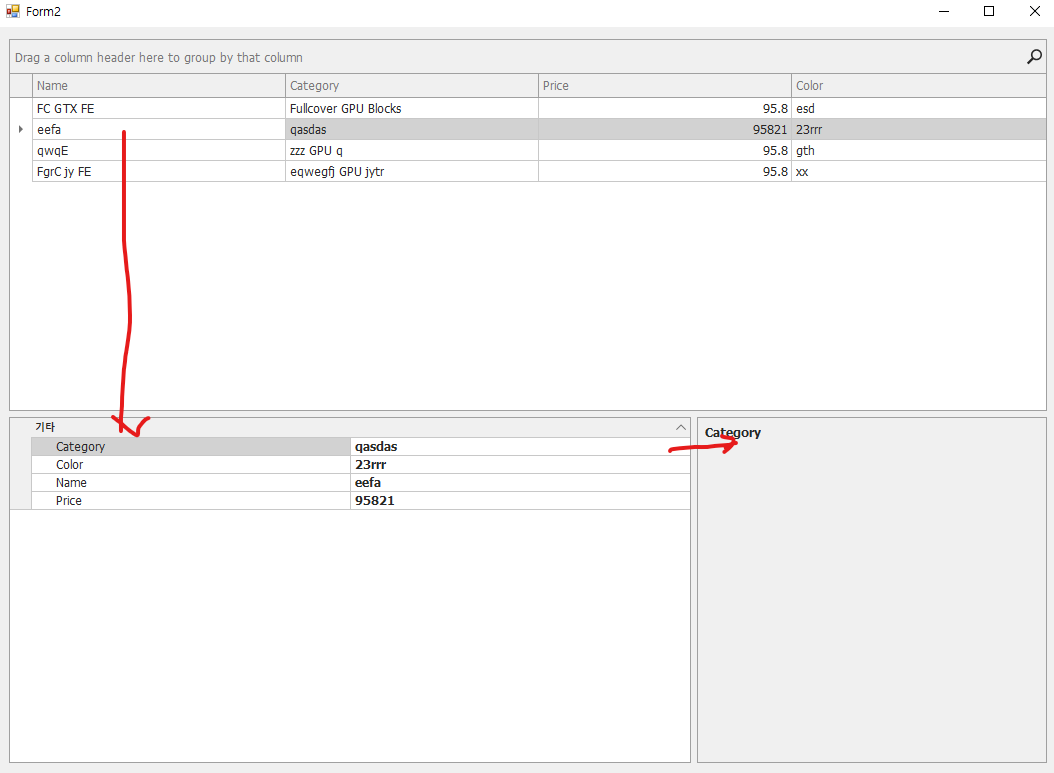 Form2
Drag a column header here to group by that column
Name Category Price Color
FC GTX FE Fullcover GPU Blocks 95.8 esd
eefa qasdas 95821 23rrr
qwqE zzz GPU q 95.8 gth
FgrC jy FE eqwegfj GPU jytr 95.8 xx
기타
Category qasdas
Color 23rrr
Name eefa
Price 95821
Category